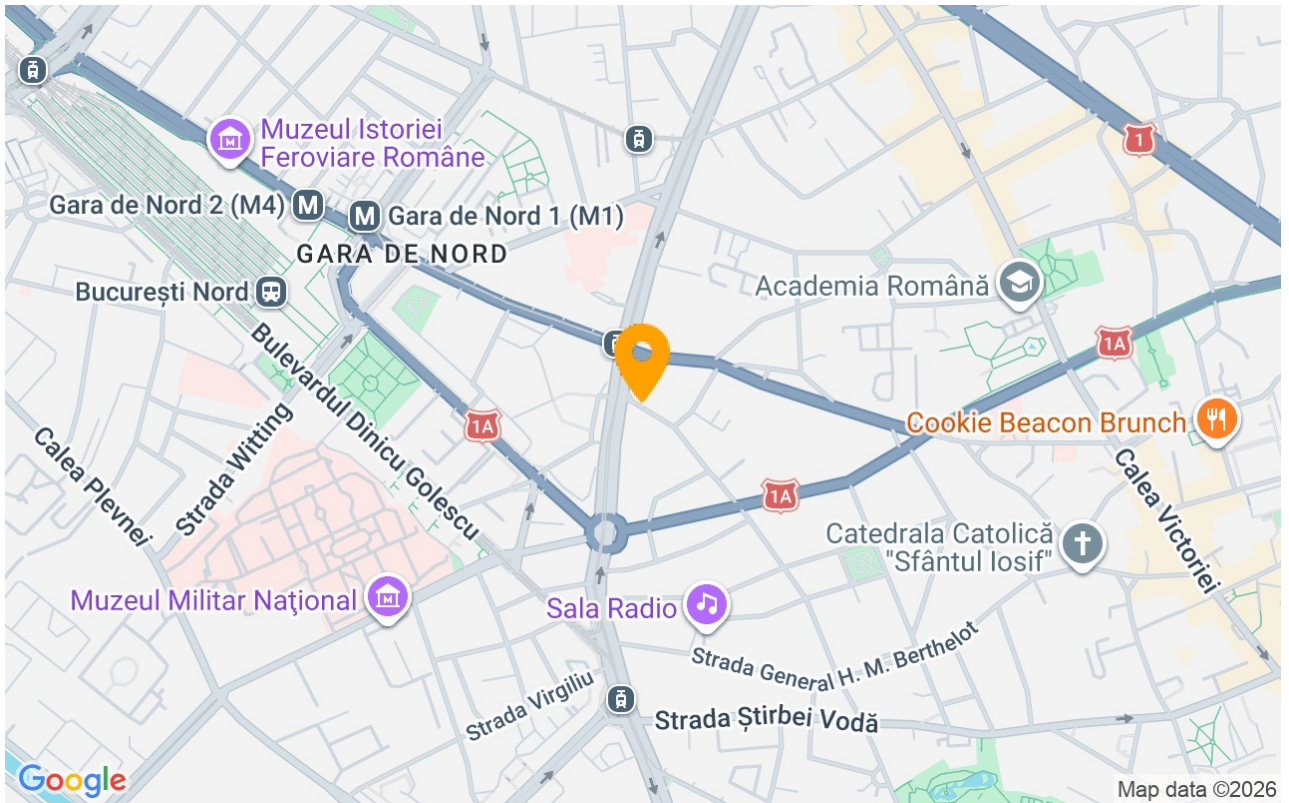 Muzeul Istoriei
Feroviare Române
1
Gara de Nord 2 (M4)
M
M
Gara de Nord 1 (M1)
GARA DE NORD
București Nord
Academia Română
1A
Bulevardul Dinicu Golescu
1A
Cookie Beacon Brunch
Strada Witting
Calea Plevnei
Calea Victoriei
1A
Catedrala Catolică
"Sfântul Iosif"
Muzeul Militar Naţional
Sala Radio
Strada General H. M. Berthelot
Strada Virgiliu
Strada Știrbei Vodă
Google
Map data ©2026